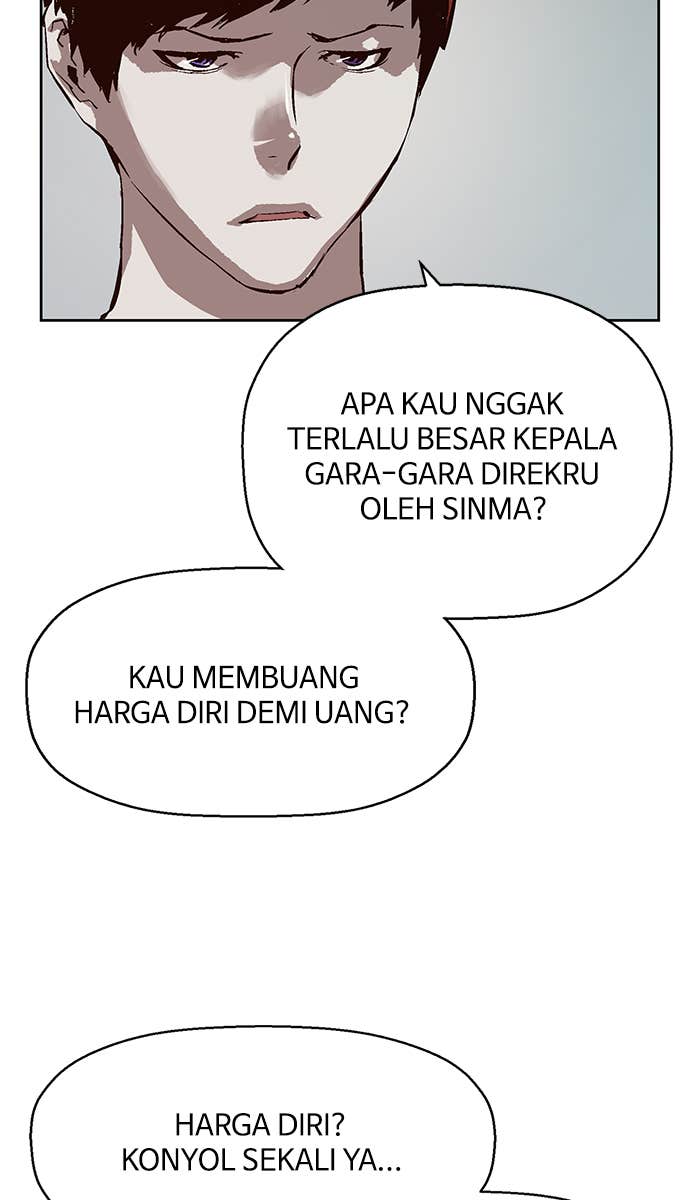 APA KAU NGGAK
TERLALU BESAR KEPALA
GARA-GARA DIREKRU
OLEH SINMA?
KAU MEMBUANG
HARGA DIRI DEMI UANG?
HARGA DIRI?
KONYOL SEKALI YA...